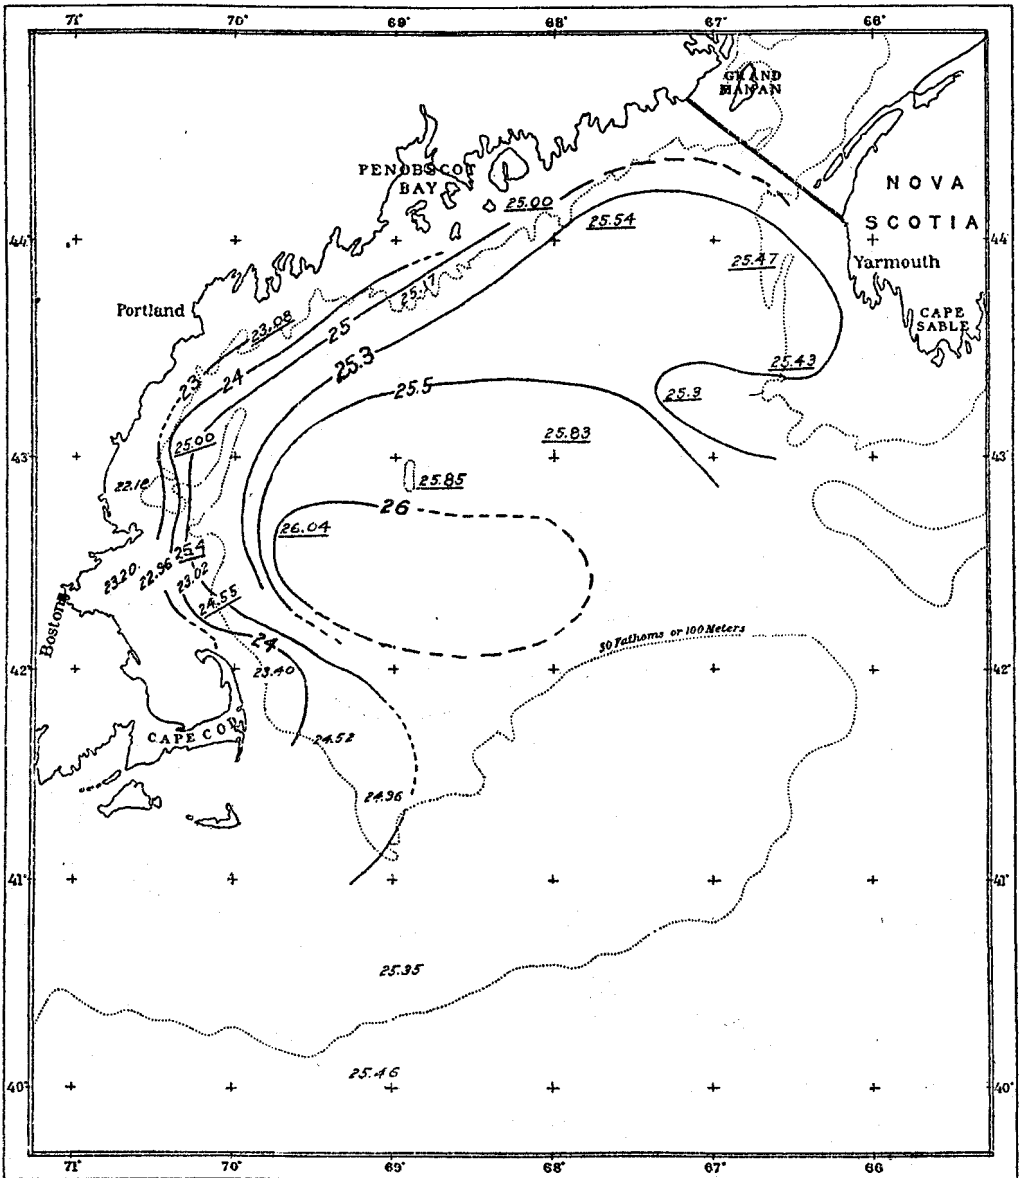 71° 70° 69° 68° 67° 66°
GRAND
MANAN
PENOBSCOT
BAY
NOVA
SCOTIA
25.00
25.54
44° 44°
25.47
Yarmouth
25.17
Portland
CAPE
SABLE
23.08
25
25.3
25.43
24
23
25.5
25.3
25.83
25.00
43° 43°
22.18
25.85
26
26.04
25.4
23.20
22.96
23.02
24.55
Boston
50 Fathoms or 100 Meters
24
42° 42°
23.40
CAPE COD
24.52
24.36
41° 41°
25.35
25.46
40° 40°
71° 70° 69° 68° 67° 66